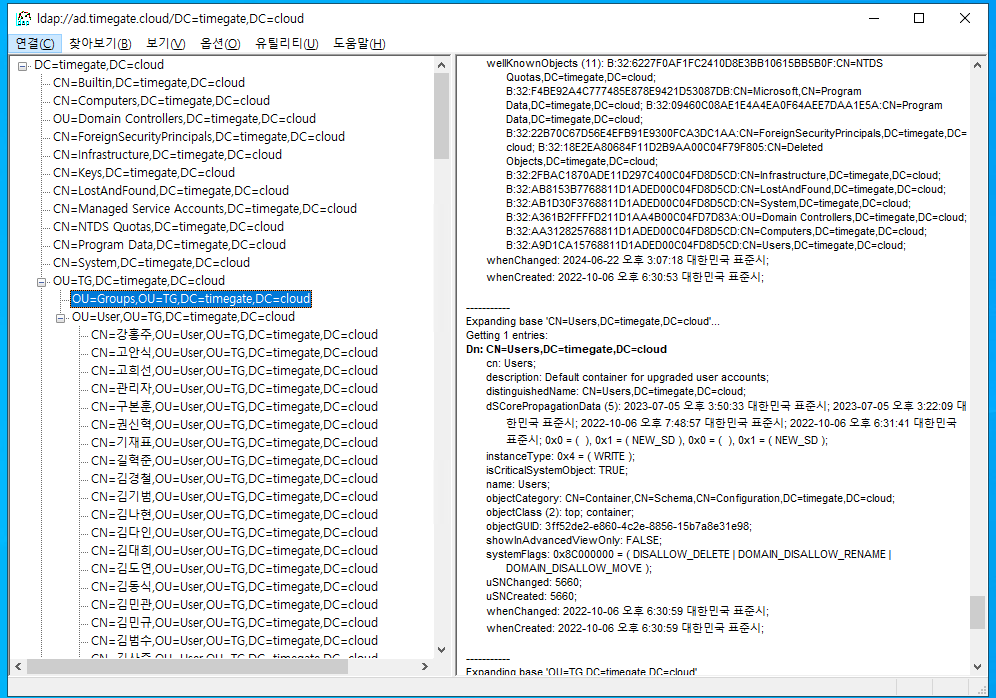 ldap://ad.timegate.cloud/DC=timegate,DC=cloud
연결(C) 찾아보기(B) 보기(V) 옵션(O) 유틸리티(U) 도움말(H)
DC=timegate,DC=cloud
CN=Builtin,DC=timegate,DC=cloud
CN=Computers,DC=timegate,DC=cloud
OU=Domain Controllers,DC=timegate,DC=cloud
CN=ForeignSecurityPrincipals,DC=timegate,DC=cloud
CN=Infrastructure,DC=timegate,DC=cloud
CN=Keys,DC=timegate,DC=cloud
CN=LostAndFound,DC=timegate,DC=cloud
CN=Managed Service Accounts,DC=timegate,DC=cloud
CN=NTDS Quotas,DC=timegate,DC=cloud
CN=Program Data,DC=timegate,DC=cloud
CN=System,DC=timegate,DC=cloud
OU=TG,DC=timegate,DC=cloud
OU=Groups,OU=TG,DC=timegate,DC=cloud
OU=User,OU=TG,DC=timegate,DC=cloud
CN=강홍주,OU=User,OU=TG,DC=timegate,DC=cloud
CN=고안식,OU=User,OU=TG,DC=timegate,DC=cloud
CN=고희선,OU=User,OU=TG,DC=timegate,DC=cloud
CN=관리자,OU=User,OU=TG,DC=timegate,DC=cloud
CN=구본훈,OU=User,OU=TG,DC=timegate,DC=cloud
CN=권신혁,OU=User,OU=TG,DC=timegate,DC=cloud
CN=기재표,OU=User,OU=TG,DC=timegate,DC=cloud
CN=길혁준,OU=User,OU=TG,DC=timegate,DC=cloud
CN=김경철,OU=User,OU=TG,DC=timegate,DC=cloud
CN=김기범,OU=User,OU=TG,DC=timegate,DC=cloud
CN=김나현,OU=User,OU=TG,DC=timegate,DC=cloud
CN=김다인,OU=User,OU=TG,DC=timegate,DC=cloud
CN=김대희,OU=User,OU=TG,DC=timegate,DC=cloud
CN=김도연,OU=User,OU=TG,DC=timegate,DC=cloud
CN=김동식,OU=User,OU=TG,DC=timegate,DC=cloud
CN=김민관,OU=User,OU=TG,DC=timegate,DC=cloud
CN=김민규,OU=User,OU=TG,DC=timegate,DC=cloud
CN=김범수,OU=User,OU=TG,DC=timegate,DC=cloud
wellKnownObjects (11): B:32:6227F0AF1FC2410D8E3BB10615BB5B0F:CN=NTDS
Quotas,DC=timegate,DC=cloud;
B:32:F4BE92A4C777485E878E9421D53087DB:CN=Microsoft,CN=Program
Data,DC=timegate,DC=cloud; B:32:09460C08AE1E4A4EA0F64AEE7DAA1E5A:CN=Program
Data,DC=timegate,DC=cloud;
B:32:22B70C67D56E4EFB91E9300FCA3DC1AA:CN=ForeignSecurityPrincipals,DC=timegate,DC=
cloud; B:32:18E2EA80684F11D2B9AA00C04F79F805:CN=Deleted
Objects,DC=timegate,DC=cloud;
B:32:2FBAC1870ADE11D297C400C04FD8D5CD:CN=Infrastructure,DC=timegate,DC=cloud;
B:32:AB8153B7768811D1ADED00C04FD8D5CD:CN=LostAndFound,DC=timegate,DC=cloud;
B:32:AB1D30F3768811D1ADED00C04FD8D5CD:CN=System,DC=timegate,DC=cloud;
B:32:A361B2FFFFD211D1AA4B00C04FD7D83A:OU=Domain Controllers,DC=timegate,DC=cloud;
B:32:AA312825768811D1ADED00C04FD8D5CD:CN=Computers,DC=timegate,DC=cloud;
B:32:A9D1CA15768811D1ADED00C04FD8D5CD:CN=Users,DC=timegate,DC=cloud;
whenChanged: 2024-06-22 오후 3:07:18 대한민국 표준시;
whenCreated: 2022-10-06 오후 6:30:53 대한민국 표준시;
-----------
Expanding base 'CN=Users,DC=timegate,DC=cloud'...
Getting 1 entries:
Dn: CN=Users,DC=timegate,DC=cloud
cn: Users;
description: Default container for upgraded user accounts;
distinguishedName: CN=Users,DC=timegate,DC=cloud;
dSCorePropagationData (5): 2023-07-05 오후 3:50:33 대한민국 표준시; 2023-07-05 오후 3:22:09 대
한민국 표준시; 2022-10-06 오후 7:48:57 대한민국 표준시; 2022-10-06 오후 6:31:41 대한민국
표준시; 0x0 = (  ), 0x1 = ( NEW_SD ), 0x0 = (  ), 0x1 = ( NEW_SD );
instanceType: 0x4 = ( WRITE );
isCriticalSystemObject: TRUE;
name: Users;
objectCategory: CN=Container,CN=Schema,CN=Configuration,DC=timegate,DC=cloud;
objectClass (2): top; container;
objectGUID: 3ff52de2-e860-4c2e-8856-15b7a8e31e98;
showInAdvancedViewOnly: FALSE;
systemFlags: 0x8C000000 = ( DISALLOW_DELETE | DOMAIN_DISALLOW_RENAME |
DOMAIN_DISALLOW_MOVE );
uSNChanged: 5660;
uSNCreated: 5660;
whenChanged: 2022-10-06 오후 6:30:59 대한민국 표준시;
whenCreated: 2022-10-06 오후 6:30:59 대한민국 표준시;
-----------
Expanding base 'OU=TG,DC=timegate,DC=cloud'